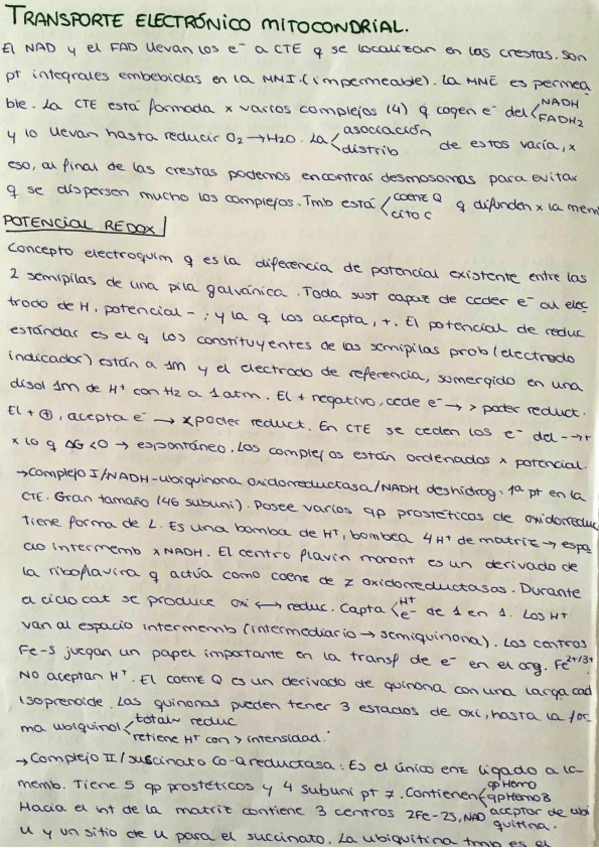 TRANSPORTE ELECTRÓNICO MITOCONDRIAL.
El NAD y el FAD llevan los e⁻ a CTE q se localizan en las crestas. Son
pt integrales embebidas en la MMI. (impermeable). La MME es permea
ble. La CTE está formada x varios complejos (4) q cogen e⁻ del < NADH FADH2
y lo llevan hasta reducir O2 → H2O. La < asociación distrib de estos varía, x
eso, al final de las crestas podemos encontrar desmosomas para evitar
q se dispersen mucho los complejos. Tmb está < coenz Q cito c q difunden x la mem
POTENCIAL REDOX
Concepto electroquím q es la diferencia de potencial existente entre las
2 semipilas de una pila galvánica. Toda sust capaz de ceder e⁻ al elec
trodo de H, potencial - ; y la q los acepta, +. El potencial de reduc
estándar es el q los constituyentes de las semipilas prob (electrodo
indicador) están a 1M y el electrodo de referencia, sumergido en una
disol 1M de H⁺ con H2 a 1 atm. El + negativo, cede e⁻ → > poder reduct.
El + ⊕, acepta e⁻ → poder reduct. En CTE se ceden los e⁻ del - → +
x lo q ΔG < 0 → espontáneo. Los complejos están ordenados x potencial.
→ Complejo I / NADH-ubiquinona oxidorreductasa / NADH deshidrog. 1ª pt en la
CTE. Gran tamaño (46 subuni). Posee varios gp prostéticos de oxidorreduc
Tiene forma de L. Es una bomba de H⁺, bombea 4 H⁺ de matriz → espa
cio intermemb x NADH. El centro flavín monont es un derivado de
la riboflavina q actúa como coenz de oxidorreductasas. Durante
el ciclo cat se produce oxi ⟷ reduc. Capta < H⁺ e⁻ de 1 en 1. Los H⁺
van al espacio intermemb (intermediario → semiquinona). Los centros
Fe-S juegan un papel importante en la transf de e⁻ en el org. Fe²⁺/³⁺
NO aceptan H⁺. El coenz Q es un derivado de quinona con una larga cad
isoprenoide. Las quinonas pueden tener 3 estados de oxi, hasta la for
ma ubiquinol < total~ reduc retiene H⁺ con > intensidad.
→ Complejo II / succinato Co-Q reductasa: Es el único enz ligado a la
memb. Tiene 5 gp prostéticos y 4 subuni pt. Contienen < gp Hemo gp Hemo B
Hacia el int de la matriz contiene 3 centros 2Fe-2S, aceptor de ubi
quitina.
u y un sitio de u para el succinato. La ubiquitina tmb es el